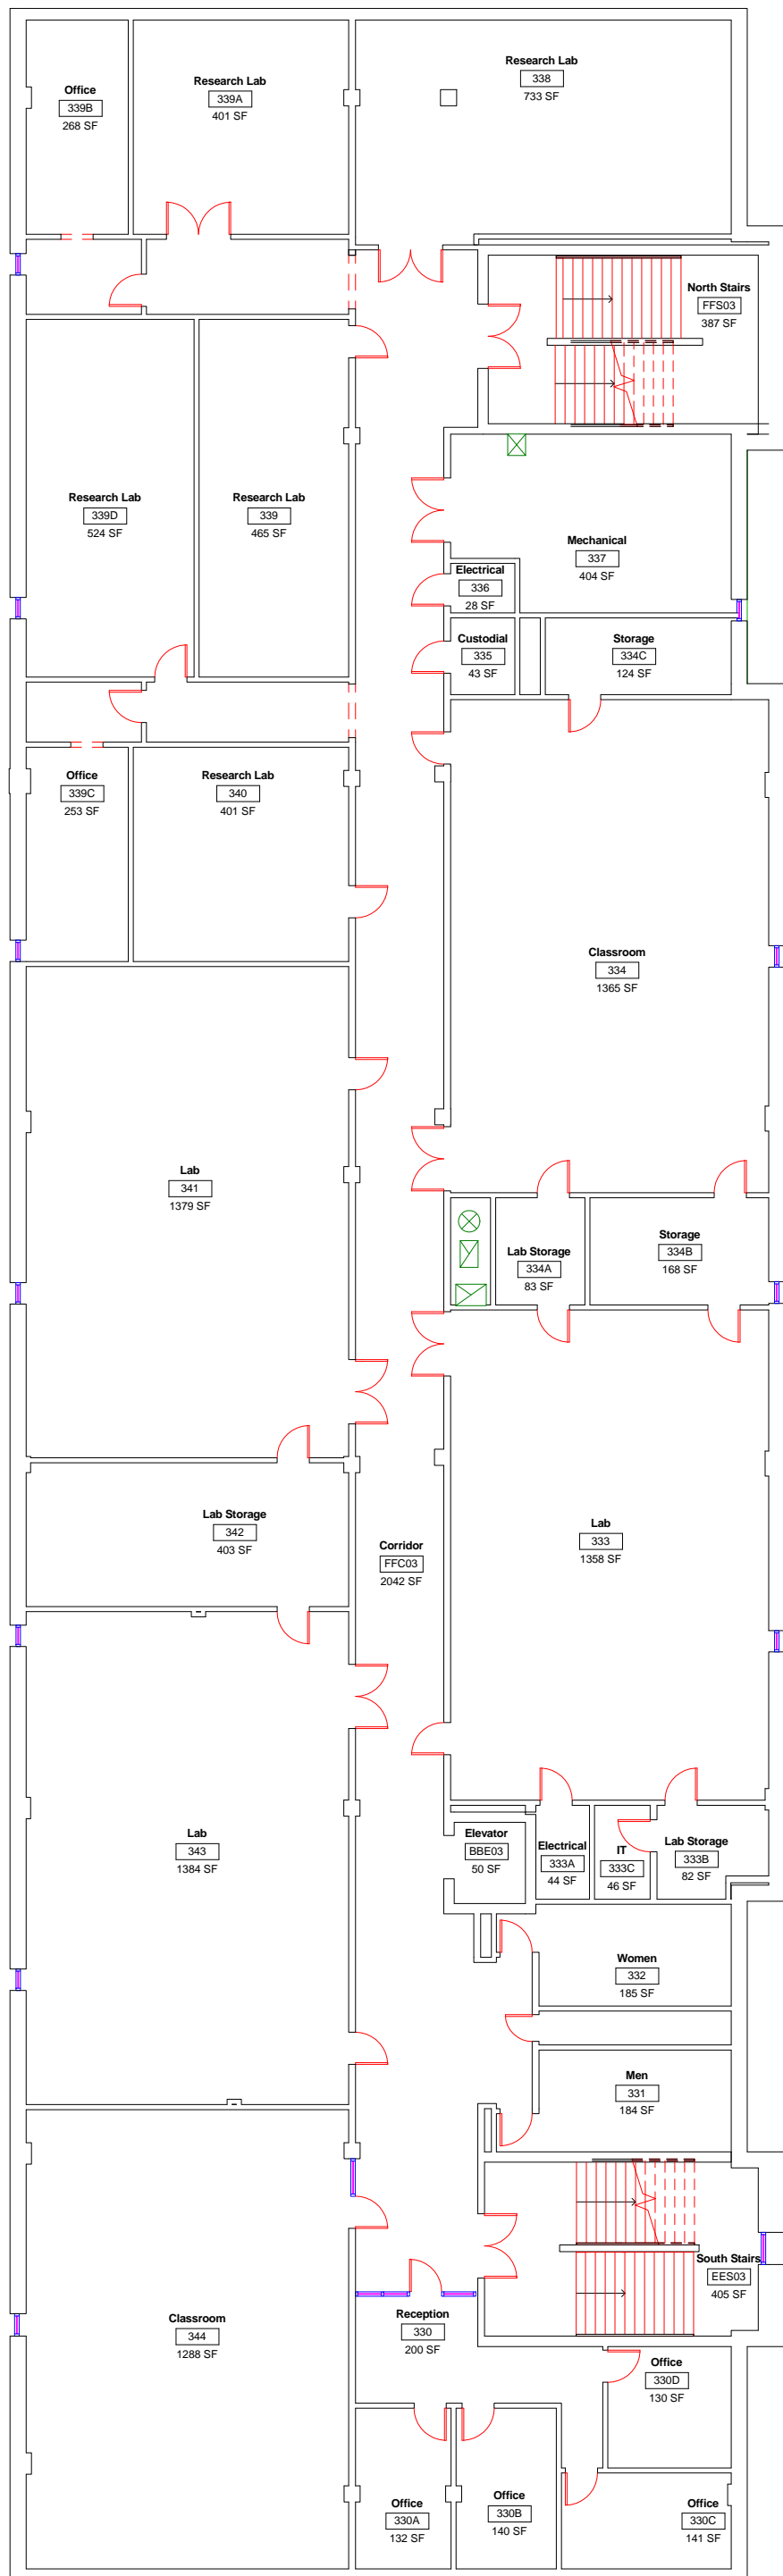 Office
339B
268 SF
Research Lab
339A
401 SF
Research Lab
338
733 SF
North Stairs
FFS03
387 SF
Research Lab
339D
524 SF
Research Lab
339
465 SF
Mechanical
337
404 SF
Electrical
336
28 SF
Custodial
335
43 SF
Storage
334C
124 SF
Office
339C
253 SF
Research Lab
340
401 SF
Classroom
334
1365 SF
Lab
341
1379 SF
Lab Storage
334A
83 SF
Storage
334B
168 SF
Lab Storage
342
403 SF
Corridor
FFC03
2042 SF
Lab
333
1358 SF
Lab
343
1384 SF
Elevator
BBE03
50 SF
Electrical
333A
44 SF
IT
333C
46 SF
Lab Storage
333B
82 SF
Women
332
185 SF
Men
331
184 SF
South Stairs
EES03
405 SF
Classroom
344
1288 SF
Reception
330
200 SF
Office
330D
130 SF
Office
330A
132 SF
Office
330B
140 SF
Office
330C
141 SF